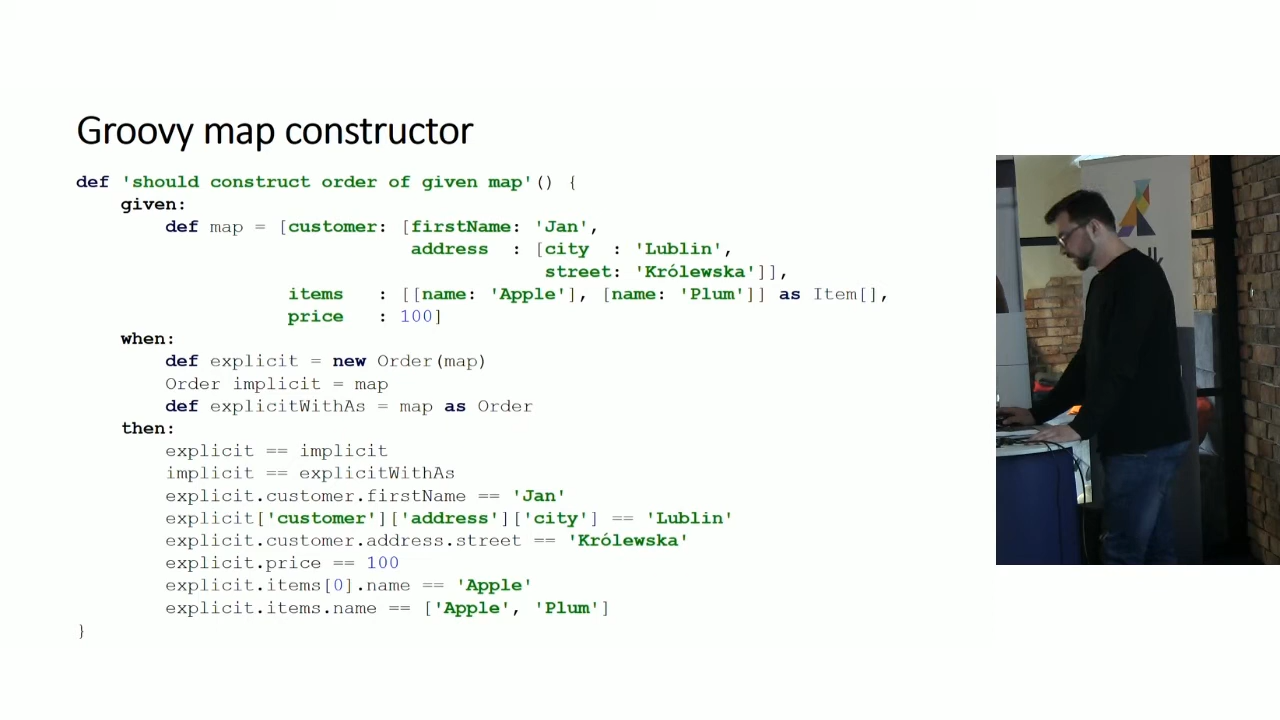 Groovy map constructor
def 'should construct order of given map'() {
given:
def map = [customer: [firstName: 'Jan',
address : [city : 'Lublin',
street: 'Królewska']],
items : [[name: 'Apple'], [name: 'Plum']] as Item[],
price : 100]
when:
def explicit = new Order(map)
Order implicit = map
def explicitWithAs = map as Order
then:
explicit == implicit
implicit == explicitWithAs
explicit.customer.firstName == 'Jan'
explicit['customer']['address']['city'] == 'Lublin'
explicit.customer.address.street == 'Królewska'
explicit.price == 100
explicit.items[0].name == 'Apple'
explicit.items.name == ['Apple', 'Plum']
}